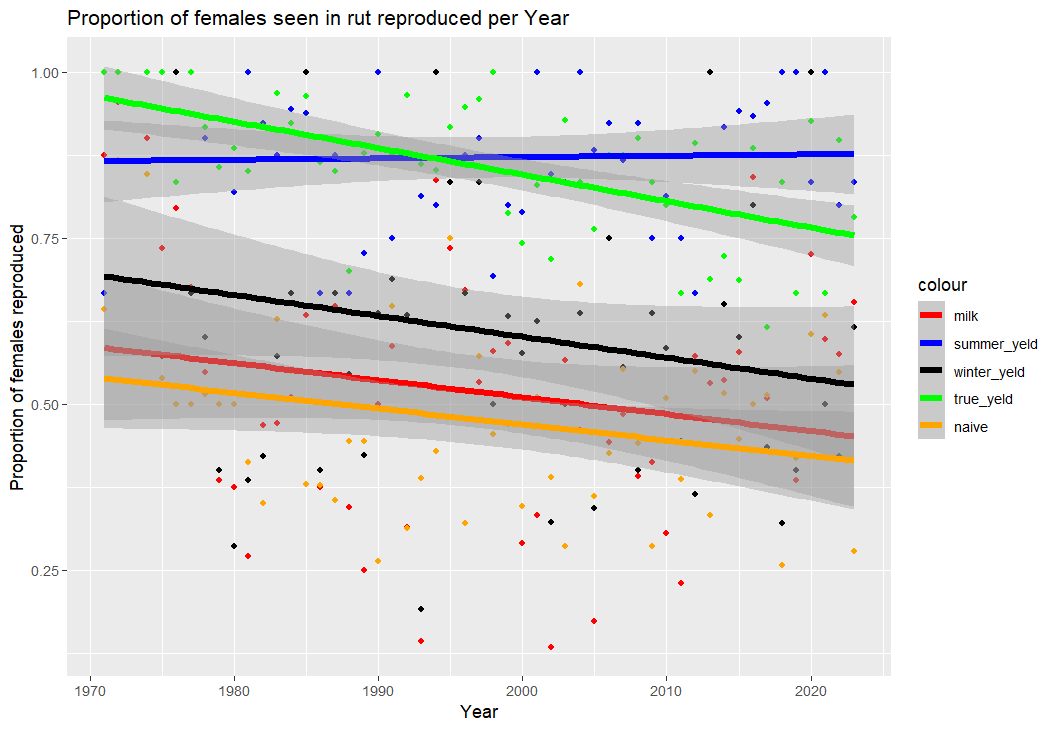 Proportion of females seen in rut reproduced per Year
Proportion of females reproduced
1.00
0.75
0.50
0.25
1970
1980
1990
2000
2010
2020
Year
colour
milk
summer_yeld
winter_yeld
true_yeld
naive